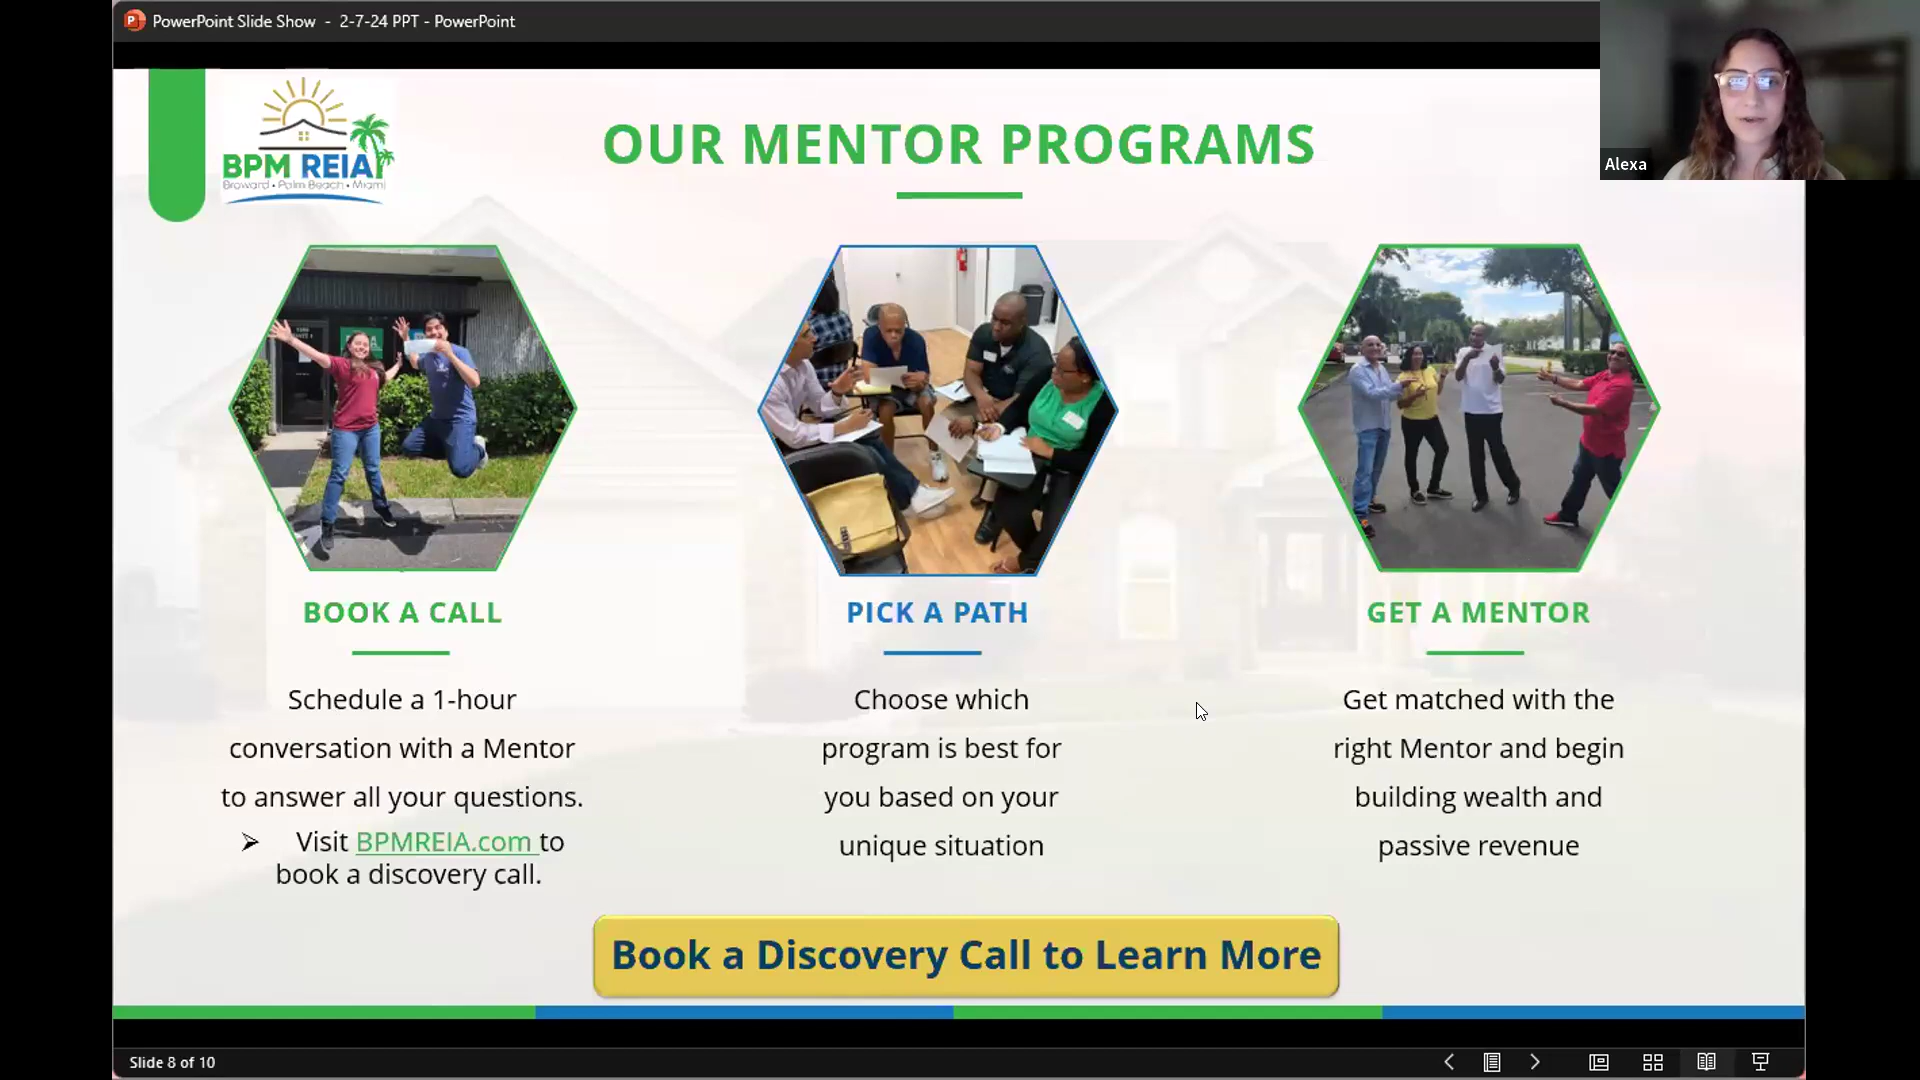 PowerPoint Slide Show - 2-7-24 PPT - PowerPoint
Alexa
BPM REIA
Broward • Palm Beach • Miami
OUR MENTOR PROGRAMS
BOOK A CALL
Schedule a 1-hour
conversation with a Mentor
to answer all your questions.
➢ Visit BPMREIA.com to
book a discovery call.
PICK A PATH
Choose which
program is best for
you based on your
unique situation
GET A MENTOR
Get matched with the
right Mentor and begin
building wealth and
passive revenue
Book a Discovery Call to Learn More
Slide 8 of 10